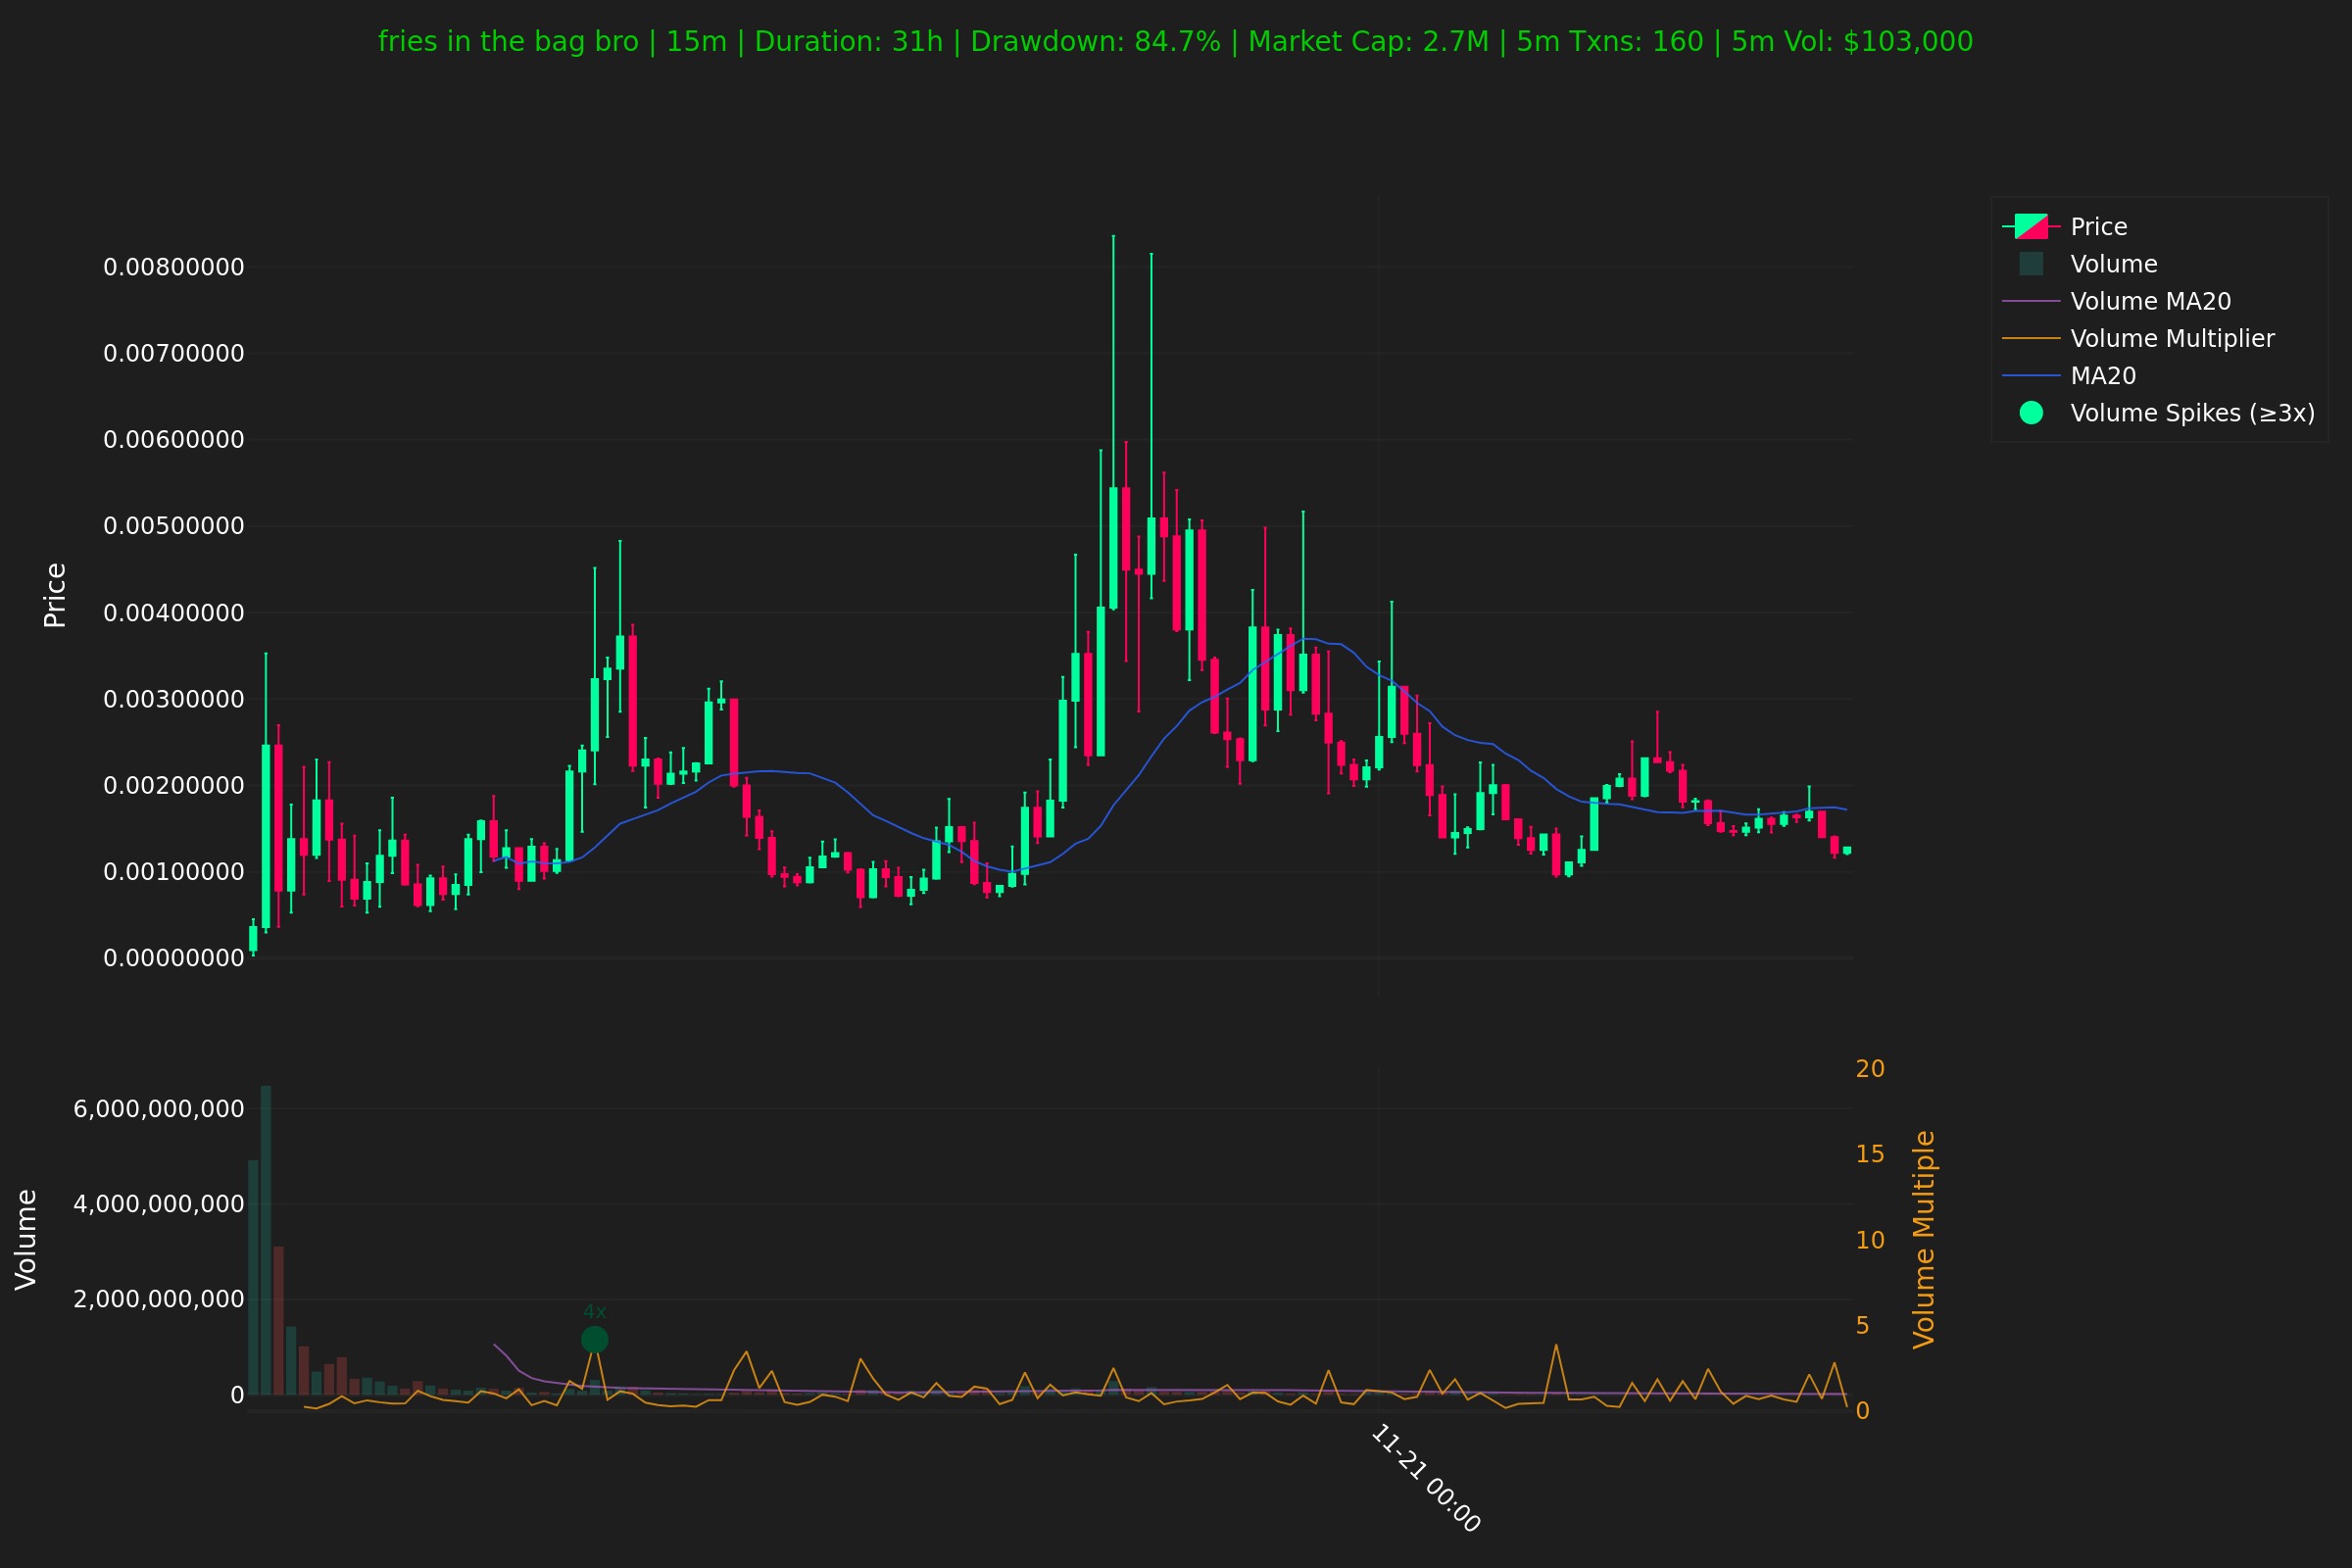 fries in the bag bro | 15m | Duration: 31h | Drawdown: 84.7% | Market Cap: 2.7M | 5m Txns: 160 | 5m Vol: $103,000
Price
Volume
Volume MA20
Volume Multiplier
MA20
Volume Spikes (≥3x)
0.00800000
0.00700000
0.00600000
0.00500000
0.00400000
0.00300000
0.00200000
0.00100000
0.00000000
Price
6,000,000,000
4,000,000,000
2,000,000,000
0
Volume
4x
20
15
10
5
0
Volume Multiple
11-21 00:00